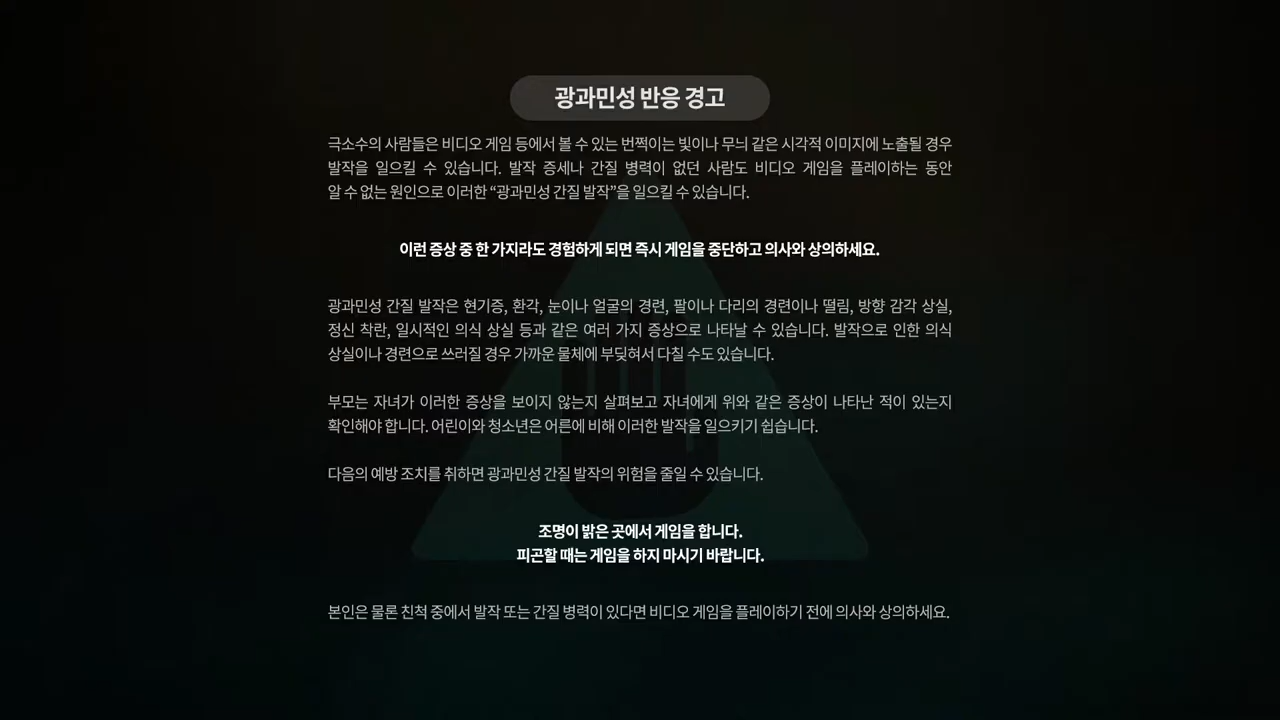 광과민성 반응 경고
극소수의 사람들은 비디오 게임 등에서 볼 수 있는 번쩍이는 빛이나 무늬 같은 시각적 이미지에 노출될 경우
발작을 일으킬 수 있습니다. 발작 증세나 간질 병력이 없던 사람도 비디오 게임을 플레이하는 동안
알 수 없는 원인으로 이러한 “광과민성 간질 발작”을 일으킬 수 있습니다.
이런 증상 중 한 가지라도 경험하게 되면 즉시 게임을 중단하고 의사와 상의하세요.
광과민성 간질 발작은 현기증, 환각, 눈이나 얼굴의 경련, 팔이나 다리의 경련이나 떨림, 방향 감각 상실,
정신 착란, 일시적인 의식 상실 등과 같은 여러 가지 증상으로 나타날 수 있습니다. 발작으로 인한 의식
상실이나 경련으로 쓰러질 경우 가까운 물체에 부딪혀서 다칠 수도 있습니다.
부모는 자녀가 이러한 증상을 보이지 않는지 살펴보고 자녀에게 위와 같은 증상이 나타난 적이 있는지
확인해야 합니다. 어린이와 청소년은 어른에 비해 이러한 발작을 일으키기 쉽습니다.
다음의 예방 조치를 취하면 광과민성 간질 발작의 위험을 줄일 수 있습니다.
조명이 밝은 곳에서 게임을 합니다.
피곤할 때는 게임을 하지 마시기 바랍니다.
본인은 물론 친척 중에서 발작 또는 간질 병력이 있다면 비디오 게임을 플레이하기 전에 의사와 상의하세요.